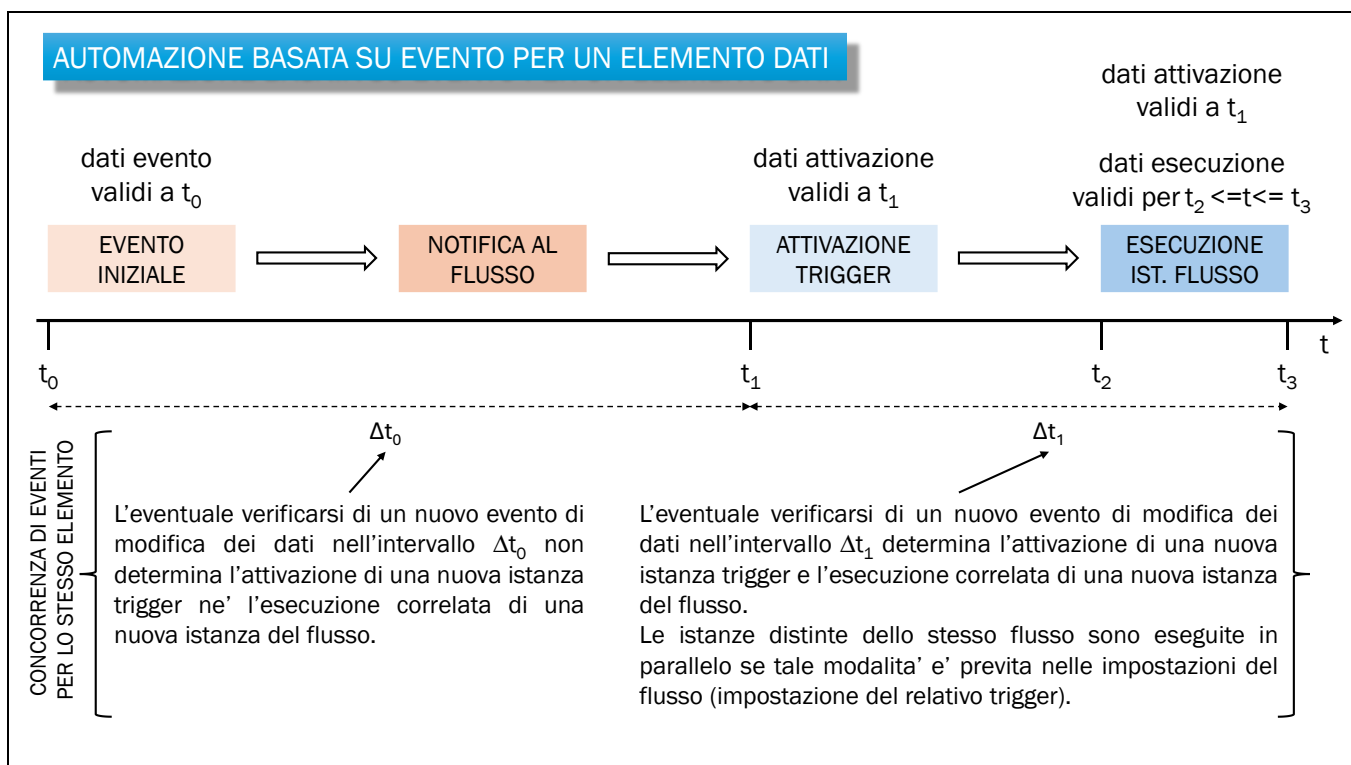 AUTOMAZIONE BASATA SU EVENTO PER UN ELEMENTO DATI
dati attivazione
validi a t₁
dati evento
validi a t₀
dati attivazione
validi a t₁
dati esecuzione
validi per t₂ <=t<= t₃
EVENTO
INIZIALE
NOTIFICA AL
FLUSSO
ATTIVAZIONE
TRIGGER
ESECUZIONE
IST. FLUSSO
t
t₀
t₁
t₂
t₃
Δt₀
Δt₁
CONCORRENZA DI EVENTI
PER LO STESSO ELEMENTO
L'eventuale verificarsi di un nuovo evento di
modifica dei dati nell'intervallo Δt₀ non
determina l'attivazione di una nuova istanza
trigger ne' l'esecuzione correlata di una
nuova istanza del flusso.
L'eventuale verificarsi di un nuovo evento di modifica dei
dati nell'intervallo Δt₁ determina l'attivazione di una nuova
istanza trigger e l'esecuzione correlata di una nuova istanza
del flusso.
Le istanze distinte dello stesso flusso sono eseguite in
parallelo se tale modalita' e' previta nelle impostazioni del
flusso (impostazione del relativo trigger).